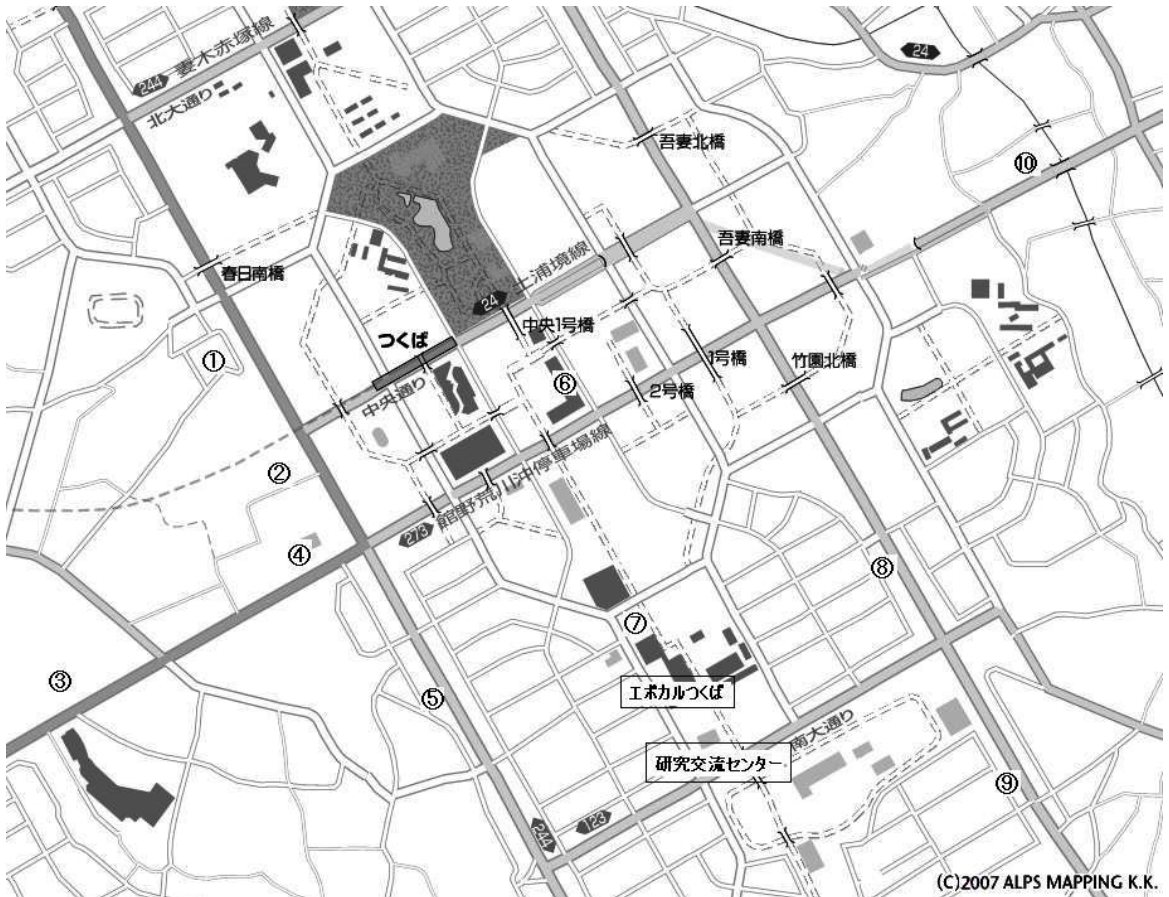 妻木赤塚線
244
北大通り
24
⑩
吾妻北橋
吾妻南橋
春日南橋
土浦境線
24
中央1号橋
つくば
①
中央通り
⑥
1号橋
2号橋
竹園北橋
②
館野荒川沖停車場線
273
④
⑧
⑦
③
⑤
エポカルつくば
南大通り
研究交流センター
⑨
123
244
(C)2007 ALPS MAPPING K.K.